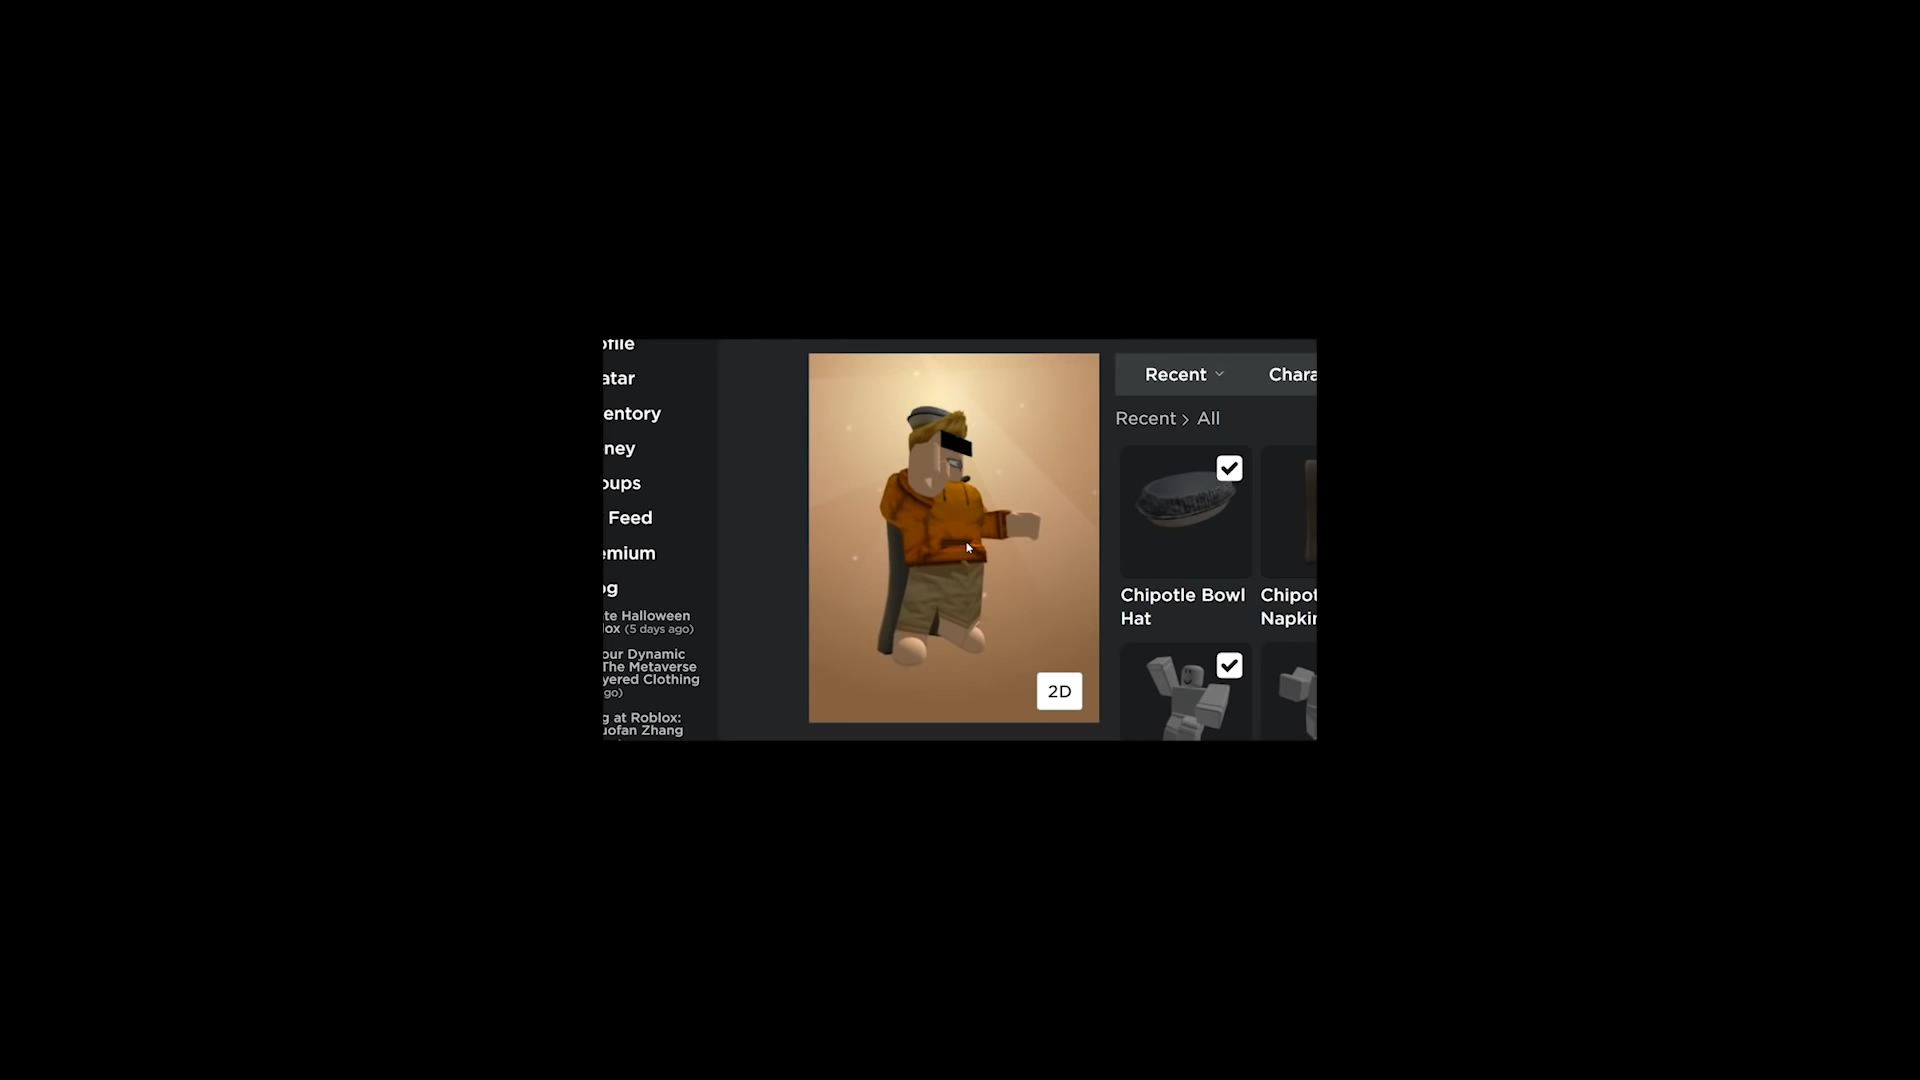 ofile
atar
entory
ney
oups
Feed
emium
og
te Halloween
lox (5 days ago)
our Dynamic
The Metaverse
yered Clothing
go)
g at Roblox:
uofan Zhang
2D
Recent
Chara
Recent > All
Chipotle Bowl
Hat
Chipot
Napkin